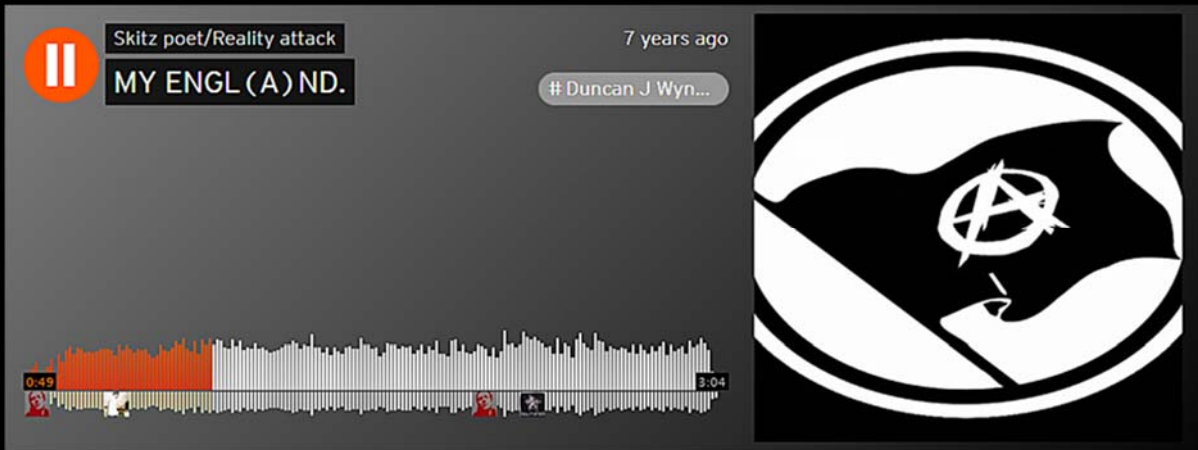 Skitz poet/Reality attack
7 years ago
MY ENGL(A)ND.
# Duncan J Wyn...
0:49
3:04